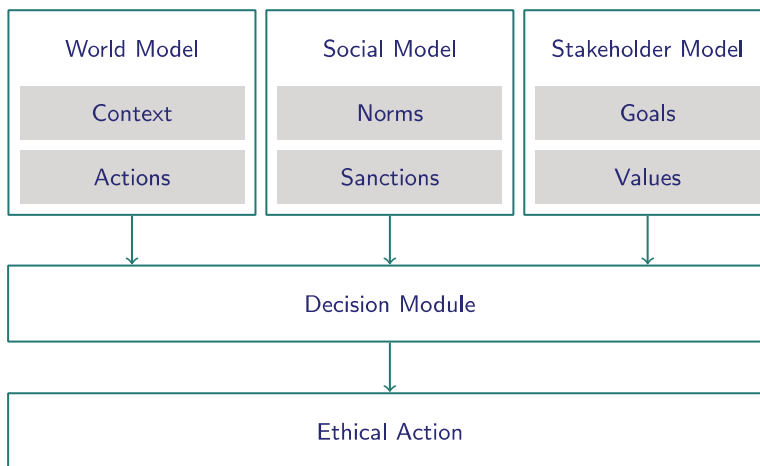 World Model
Context
Actions
Social Model
Norms
Sanctions
Stakeholder Model
Goals
Values
Decision Module
Ethical Action